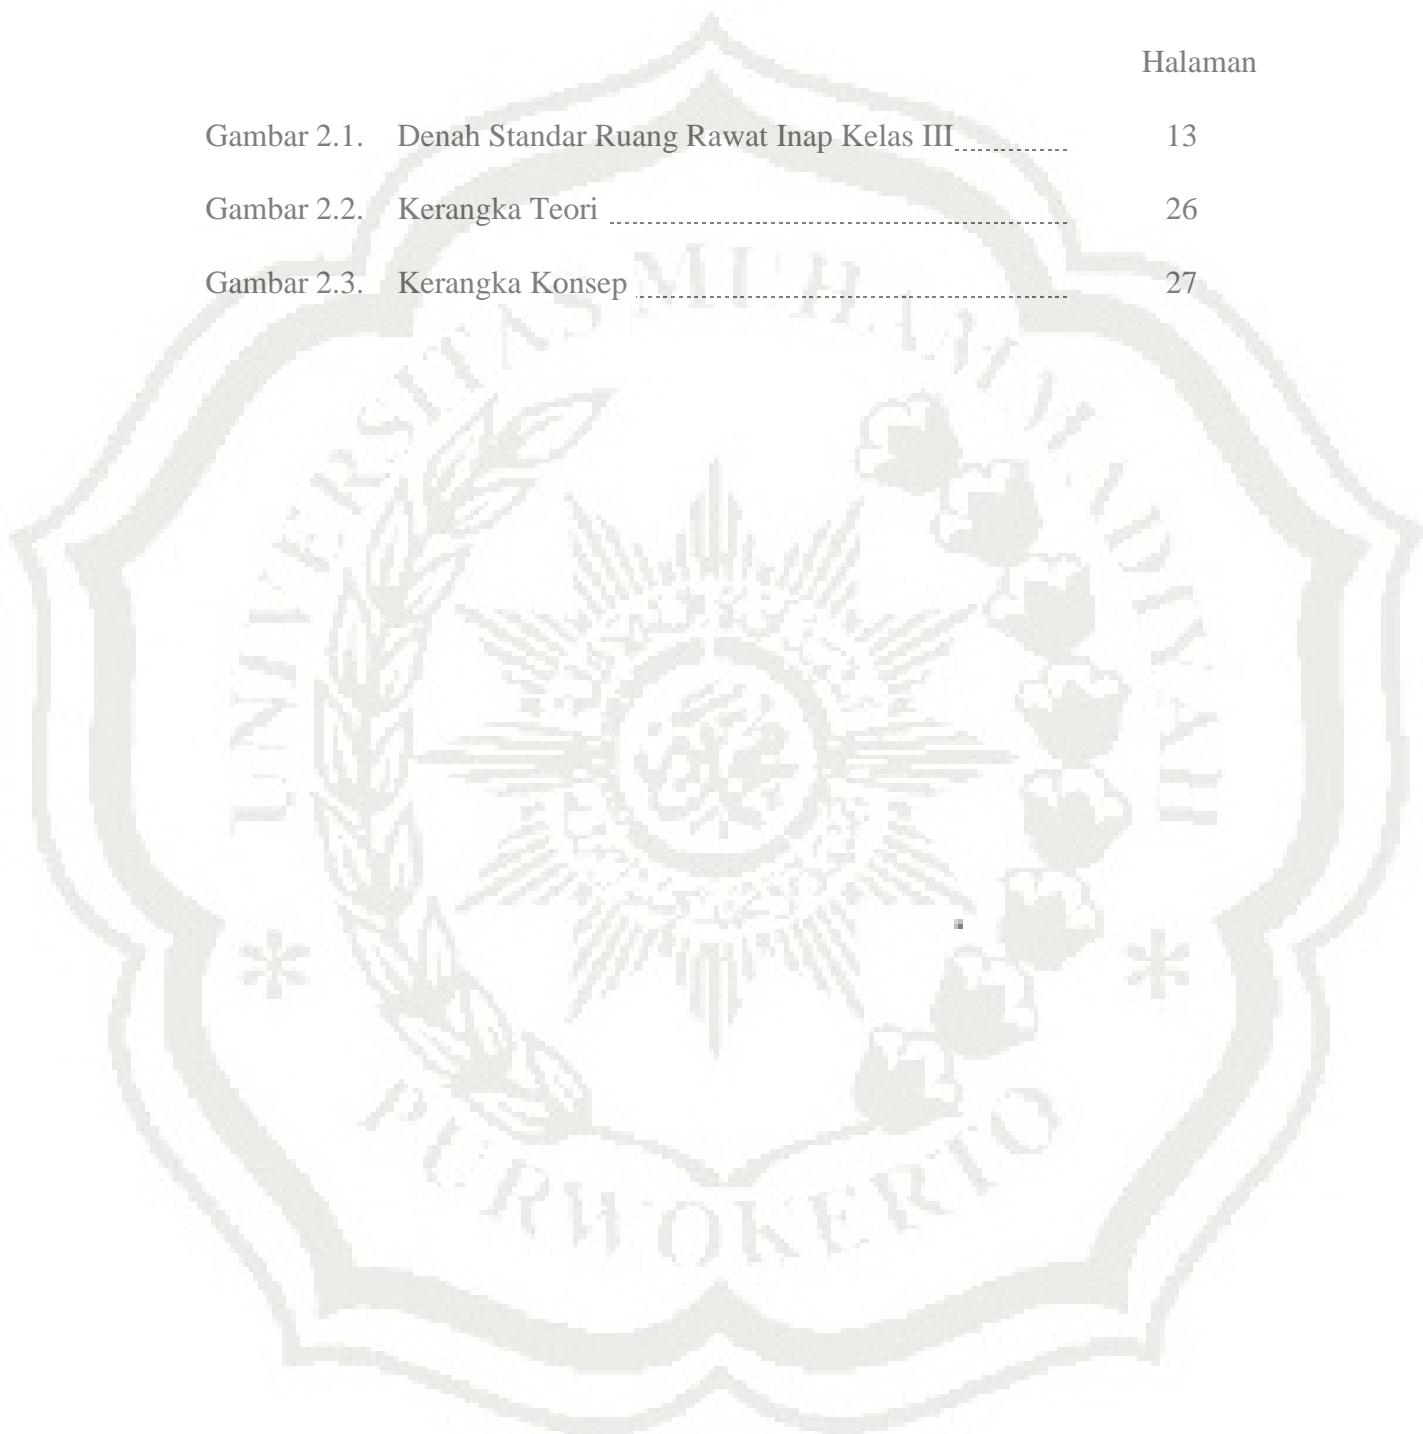 Halaman
Gambar 2.1. Denah Standar Ruang Rawat Inap Kelas III 13
Gambar 2.2. Kerangka Teori 26
Gambar 2.3. Kerangka Konsep 27
UNIVERSITAS MUHAMMADIYAH
* PURWOKERTO *